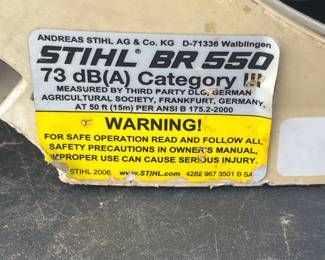 ANDREAS STIHL AG & Co. KG D-71336 Waiblingen
STIHL BR 550
73 dB(A) Category III
MEASURED BY THIRD PARTY DLG, GERMAN
AGRICULTURAL SOCIETY, FRANKFURT, GERMANY,
AT 50 ft (15m) PER ANSI B 175.2-2000
WARNING!
FOR SAFE OPERATION READ AND FOLLOW ALL
SAFETY PRECAUTIONS IN OWNER'S MANUAL,
IMPROPER USE CAN CAUSE SERIOUS INJURY.
STIHL 2006 www.STIHL.com 4282 967 3501 B SA